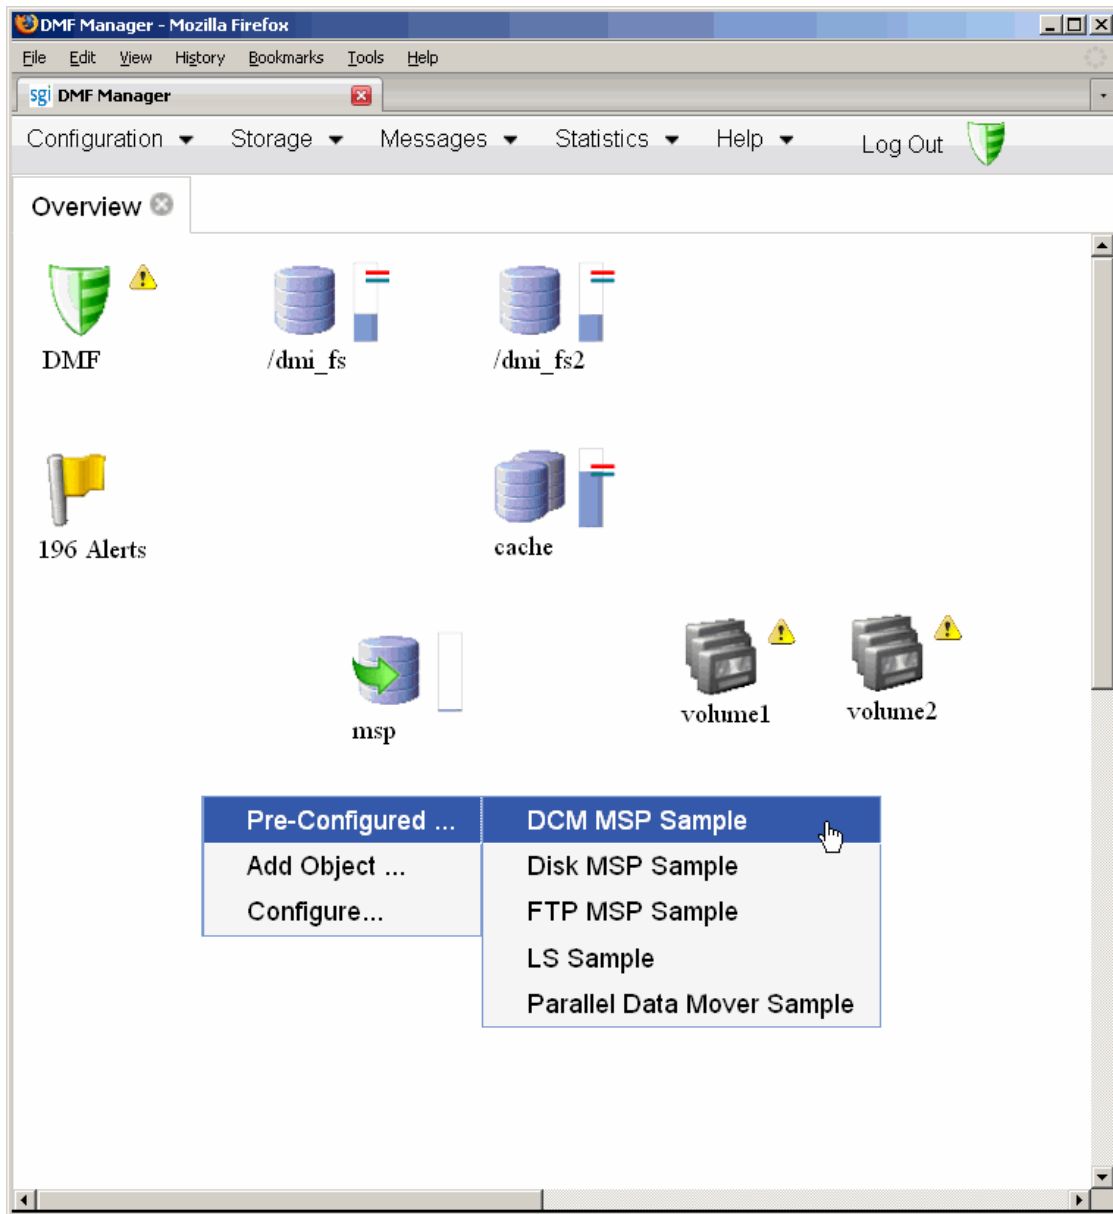 DMF Manager - Mozilla Firefox
File Edit View History Bookmarks Tools Help
sgi DMF Manager
Configuration Storage Messages Statistics Help Log Out
Overview
DMF /dmi_fs /dmi_fs2
196 Alerts cache
msp volume1 volume2
Pre-Configured ... DCM MSP Sample
Add Object ... Disk MSP Sample
Configure... FTP MSP Sample
LS Sample
Parallel Data Mover Sample